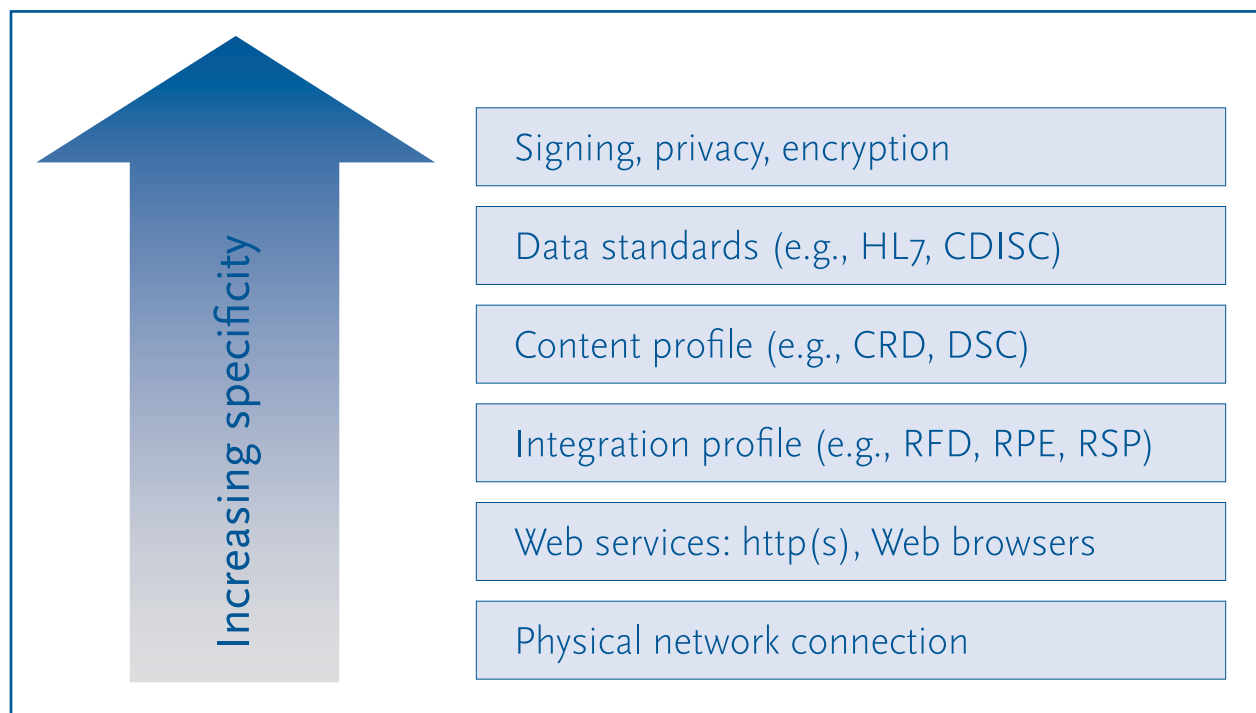 Increasing specificity
Signing, privacy, encryption
Data standards (e.g., HL7, CDISC)
Content profile (e.g., CRD, DSC)
Integration profile (e.g., RFD, RPE, RSP)
Web services: http(s), Web browsers
Physical network connection